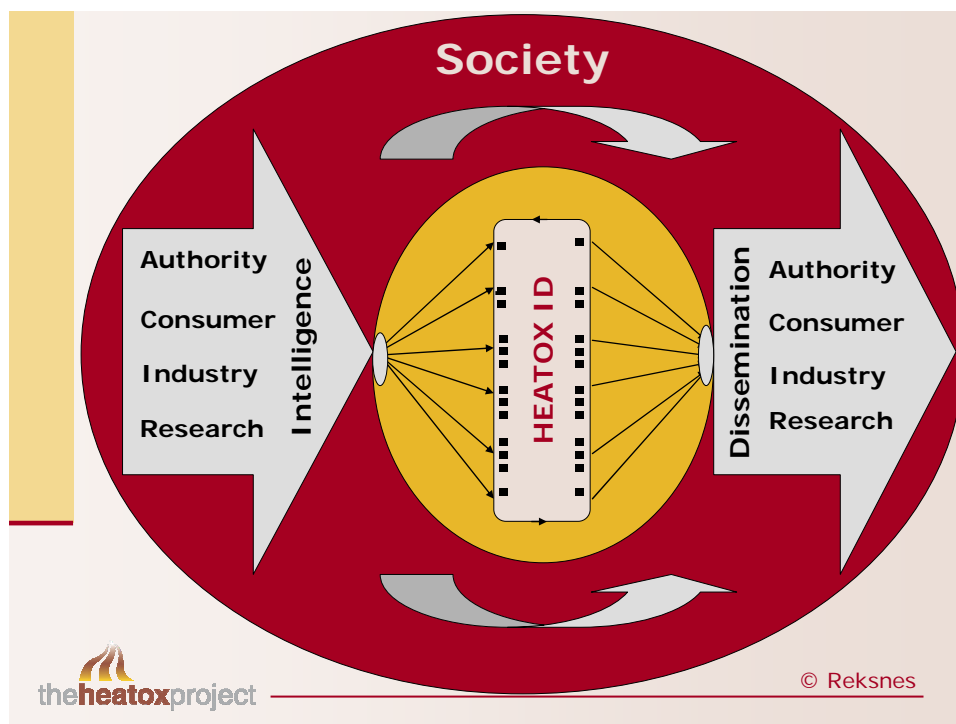 Society
Authority
Consumer
Industry
Research
Intelligence
HEATOX ID
Dissemination
Authority
Consumer
Industry
Research
theheatoxproject
© Reksnes